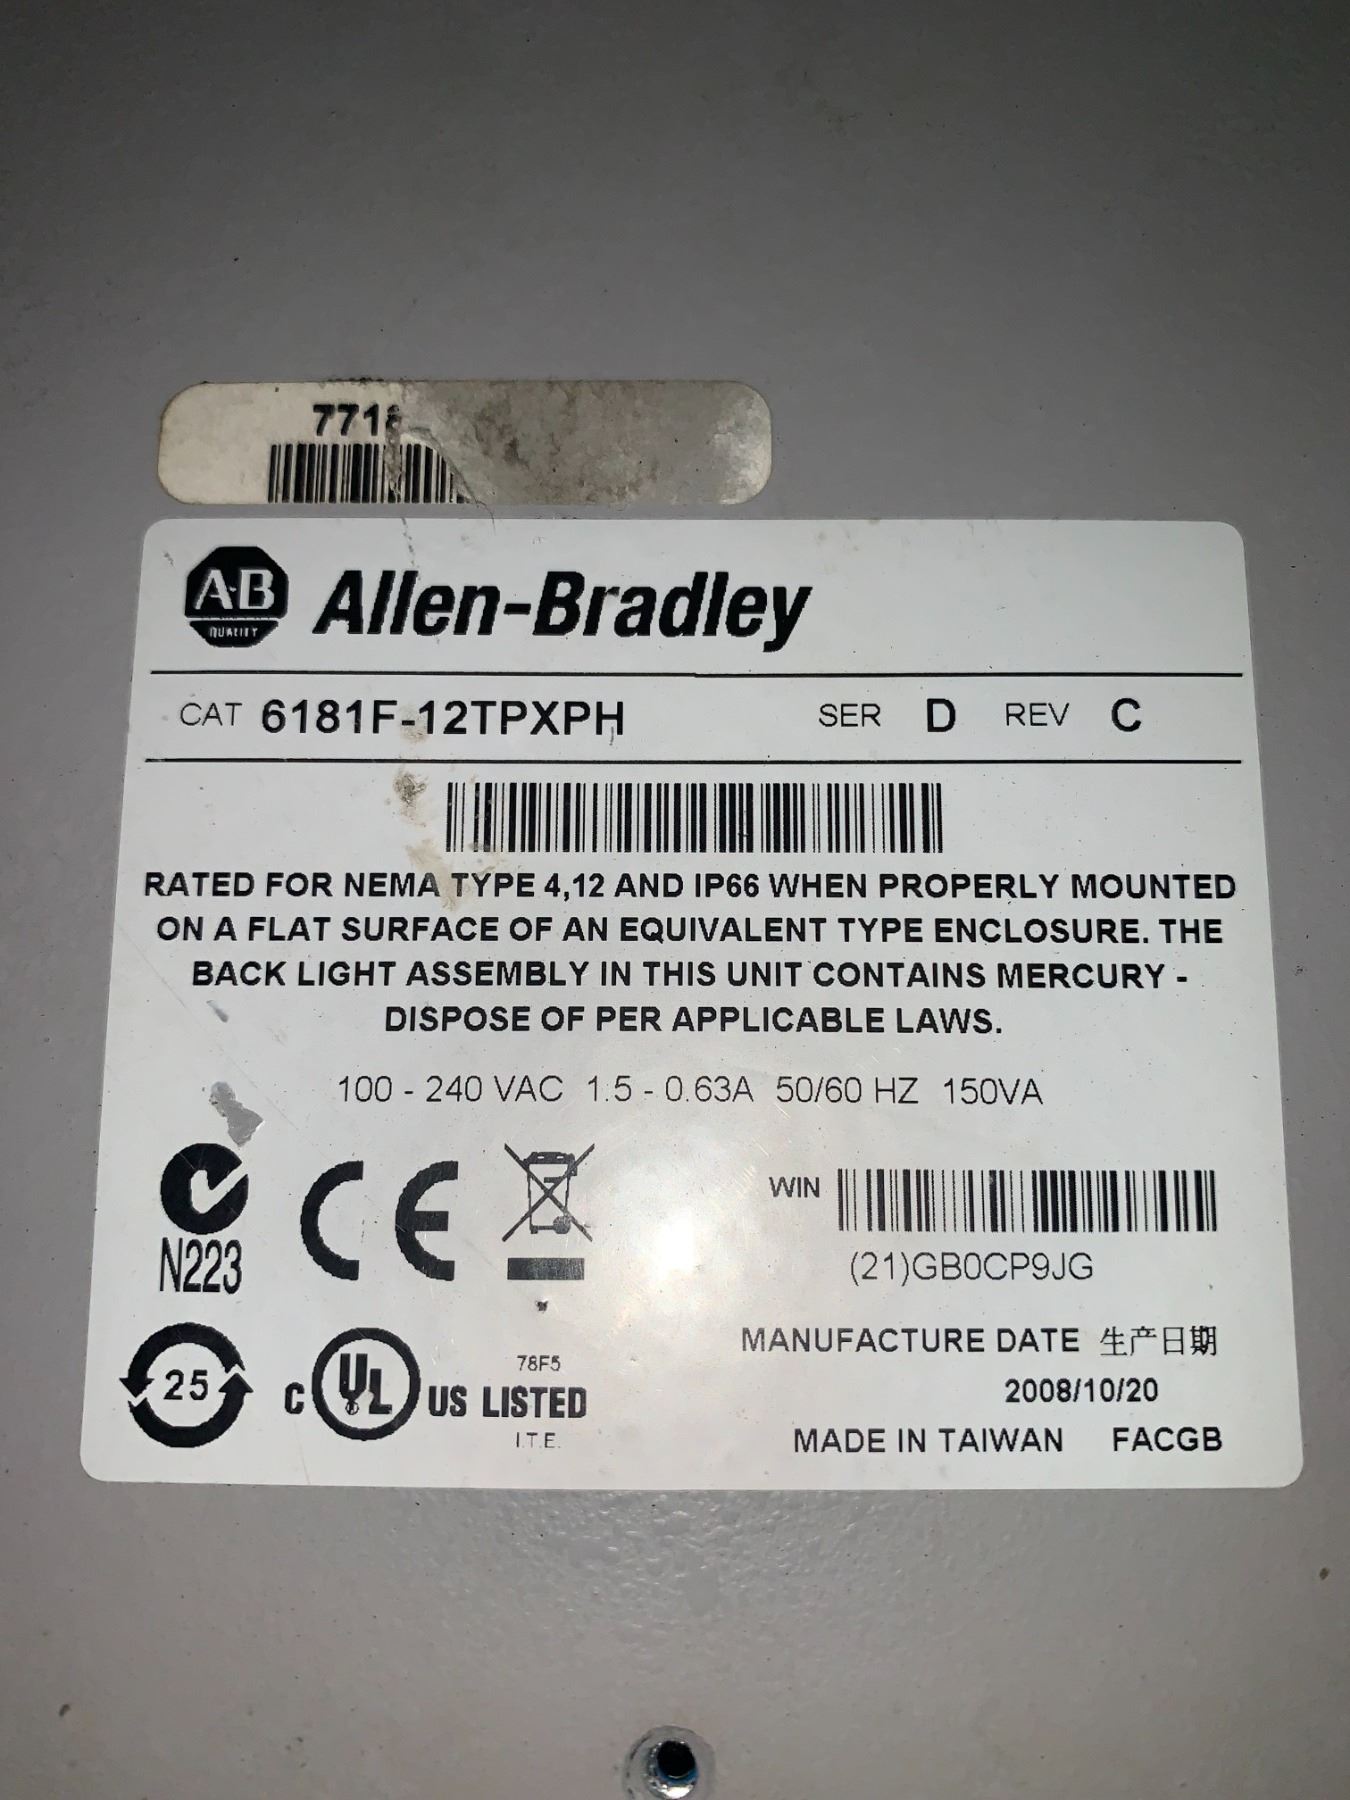 771
A-B
QUALITY
Allen-Bradley
CAT 6181F-12TPXPH SER D REV C
RATED FOR NEMA TYPE 4,12 AND IP66 WHEN PROPERLY MOUNTED
ON A FLAT SURFACE OF AN EQUIVALENT TYPE ENCLOSURE. THE
BACK LIGHT ASSEMBLY IN THIS UNIT CONTAINS MERCURY -
DISPOSE OF PER APPLICABLE LAWS.
100 - 240 VAC 1.5 - 0.63A 50/60 HZ 150VA
N223
CE
WIN
(21)GB0CP9JG
25
C UL US LISTED
78F5
I.T.E.
MANUFACTURE DATE 生产日期
2008/10/20
MADE IN TAIWAN FACGB